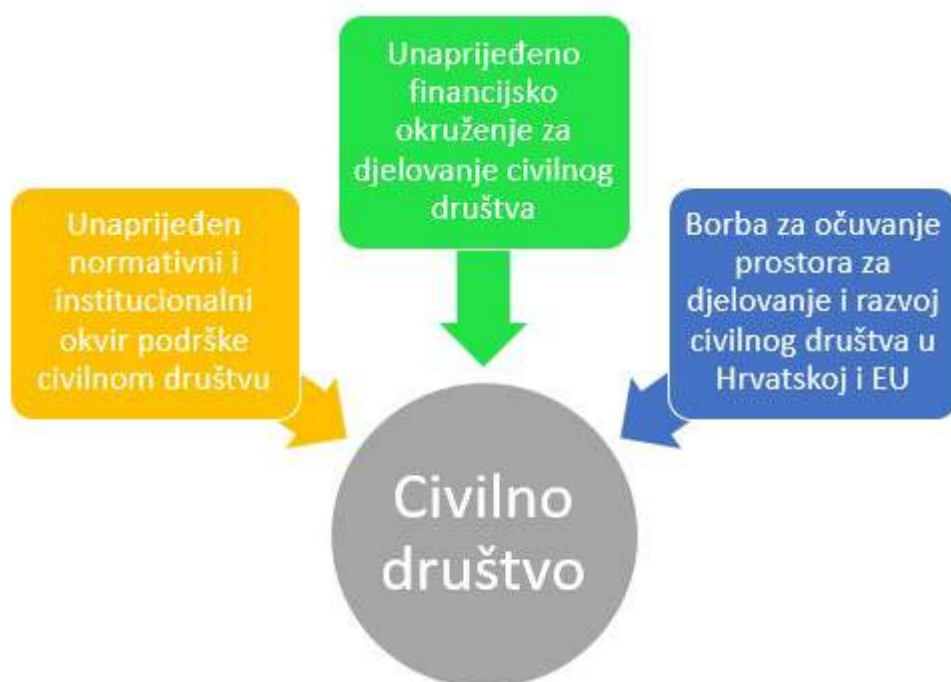 Unaprijeđeno
financijsko
okruženje za
djelovanje civilnog
društva
Unaprijeđen
normativni i
institucionalni
okvir podrške
civilnom društvu
Borba za očuvanje
prostora za
djelovanje i razvoj
civilnog društva u
Hrvatskoj i EU
Civilno
društvo